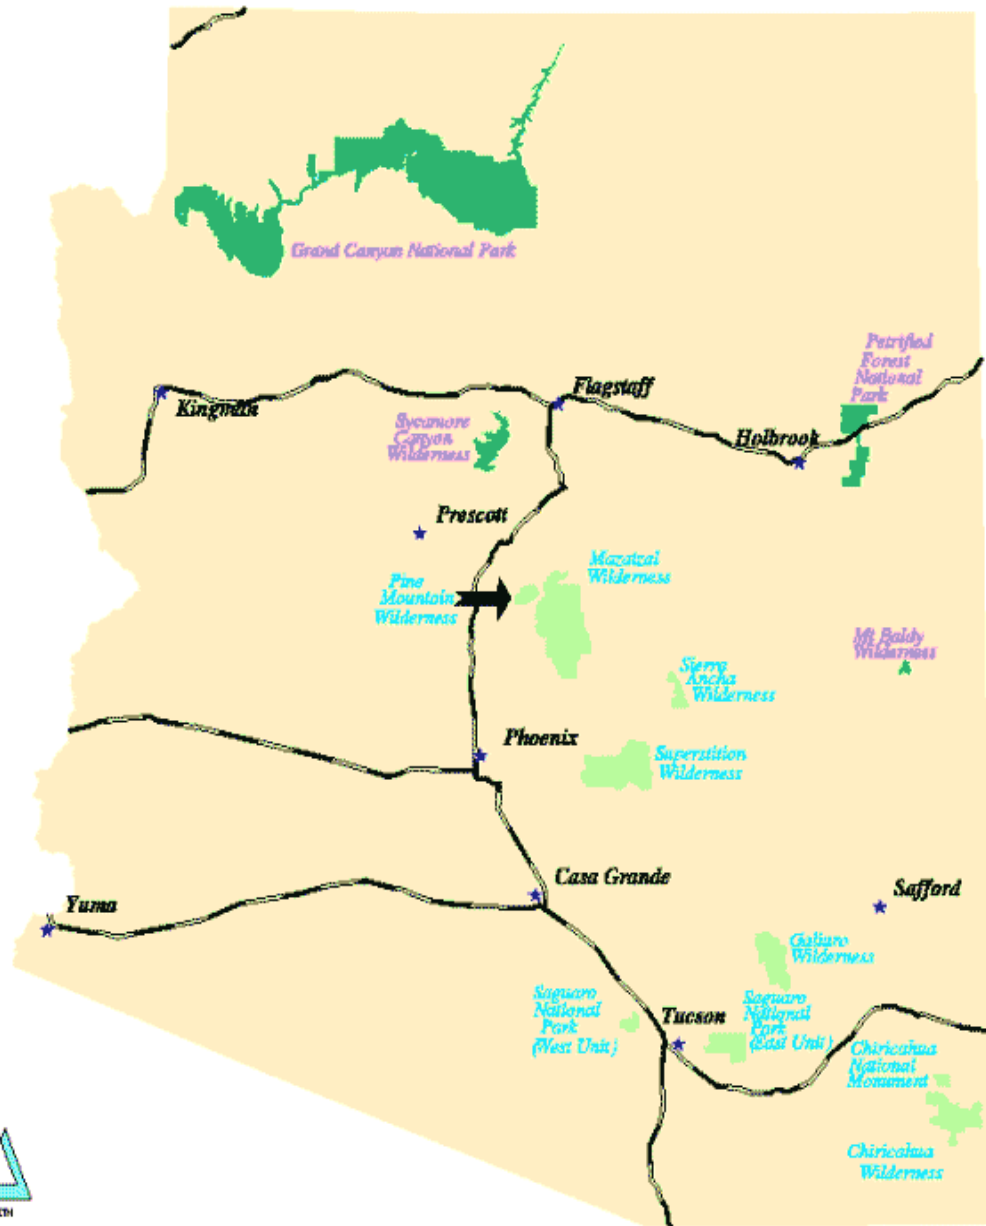 Grand Canyon National Park
Petrified
Forest
National
Park
Flagstaff
Kingman
Sycamore
Canyon
Wilderness
Holbrook
Prescott
Mazatzal
Wilderness
Pine
Mountain
Wilderness
Mt Baldy
Wilderness
Sierra
Ancha
Wilderness
Phoenix
Superstition
Wilderness
Casa Grande
Safford
Yuma
Galiuro
Wilderness
Saguaro
National
Park
(West Unit)
Tucson
Saguaro
National
Park
(East Unit)
Chiricahua
National
Monument
Chiricahua
Wilderness